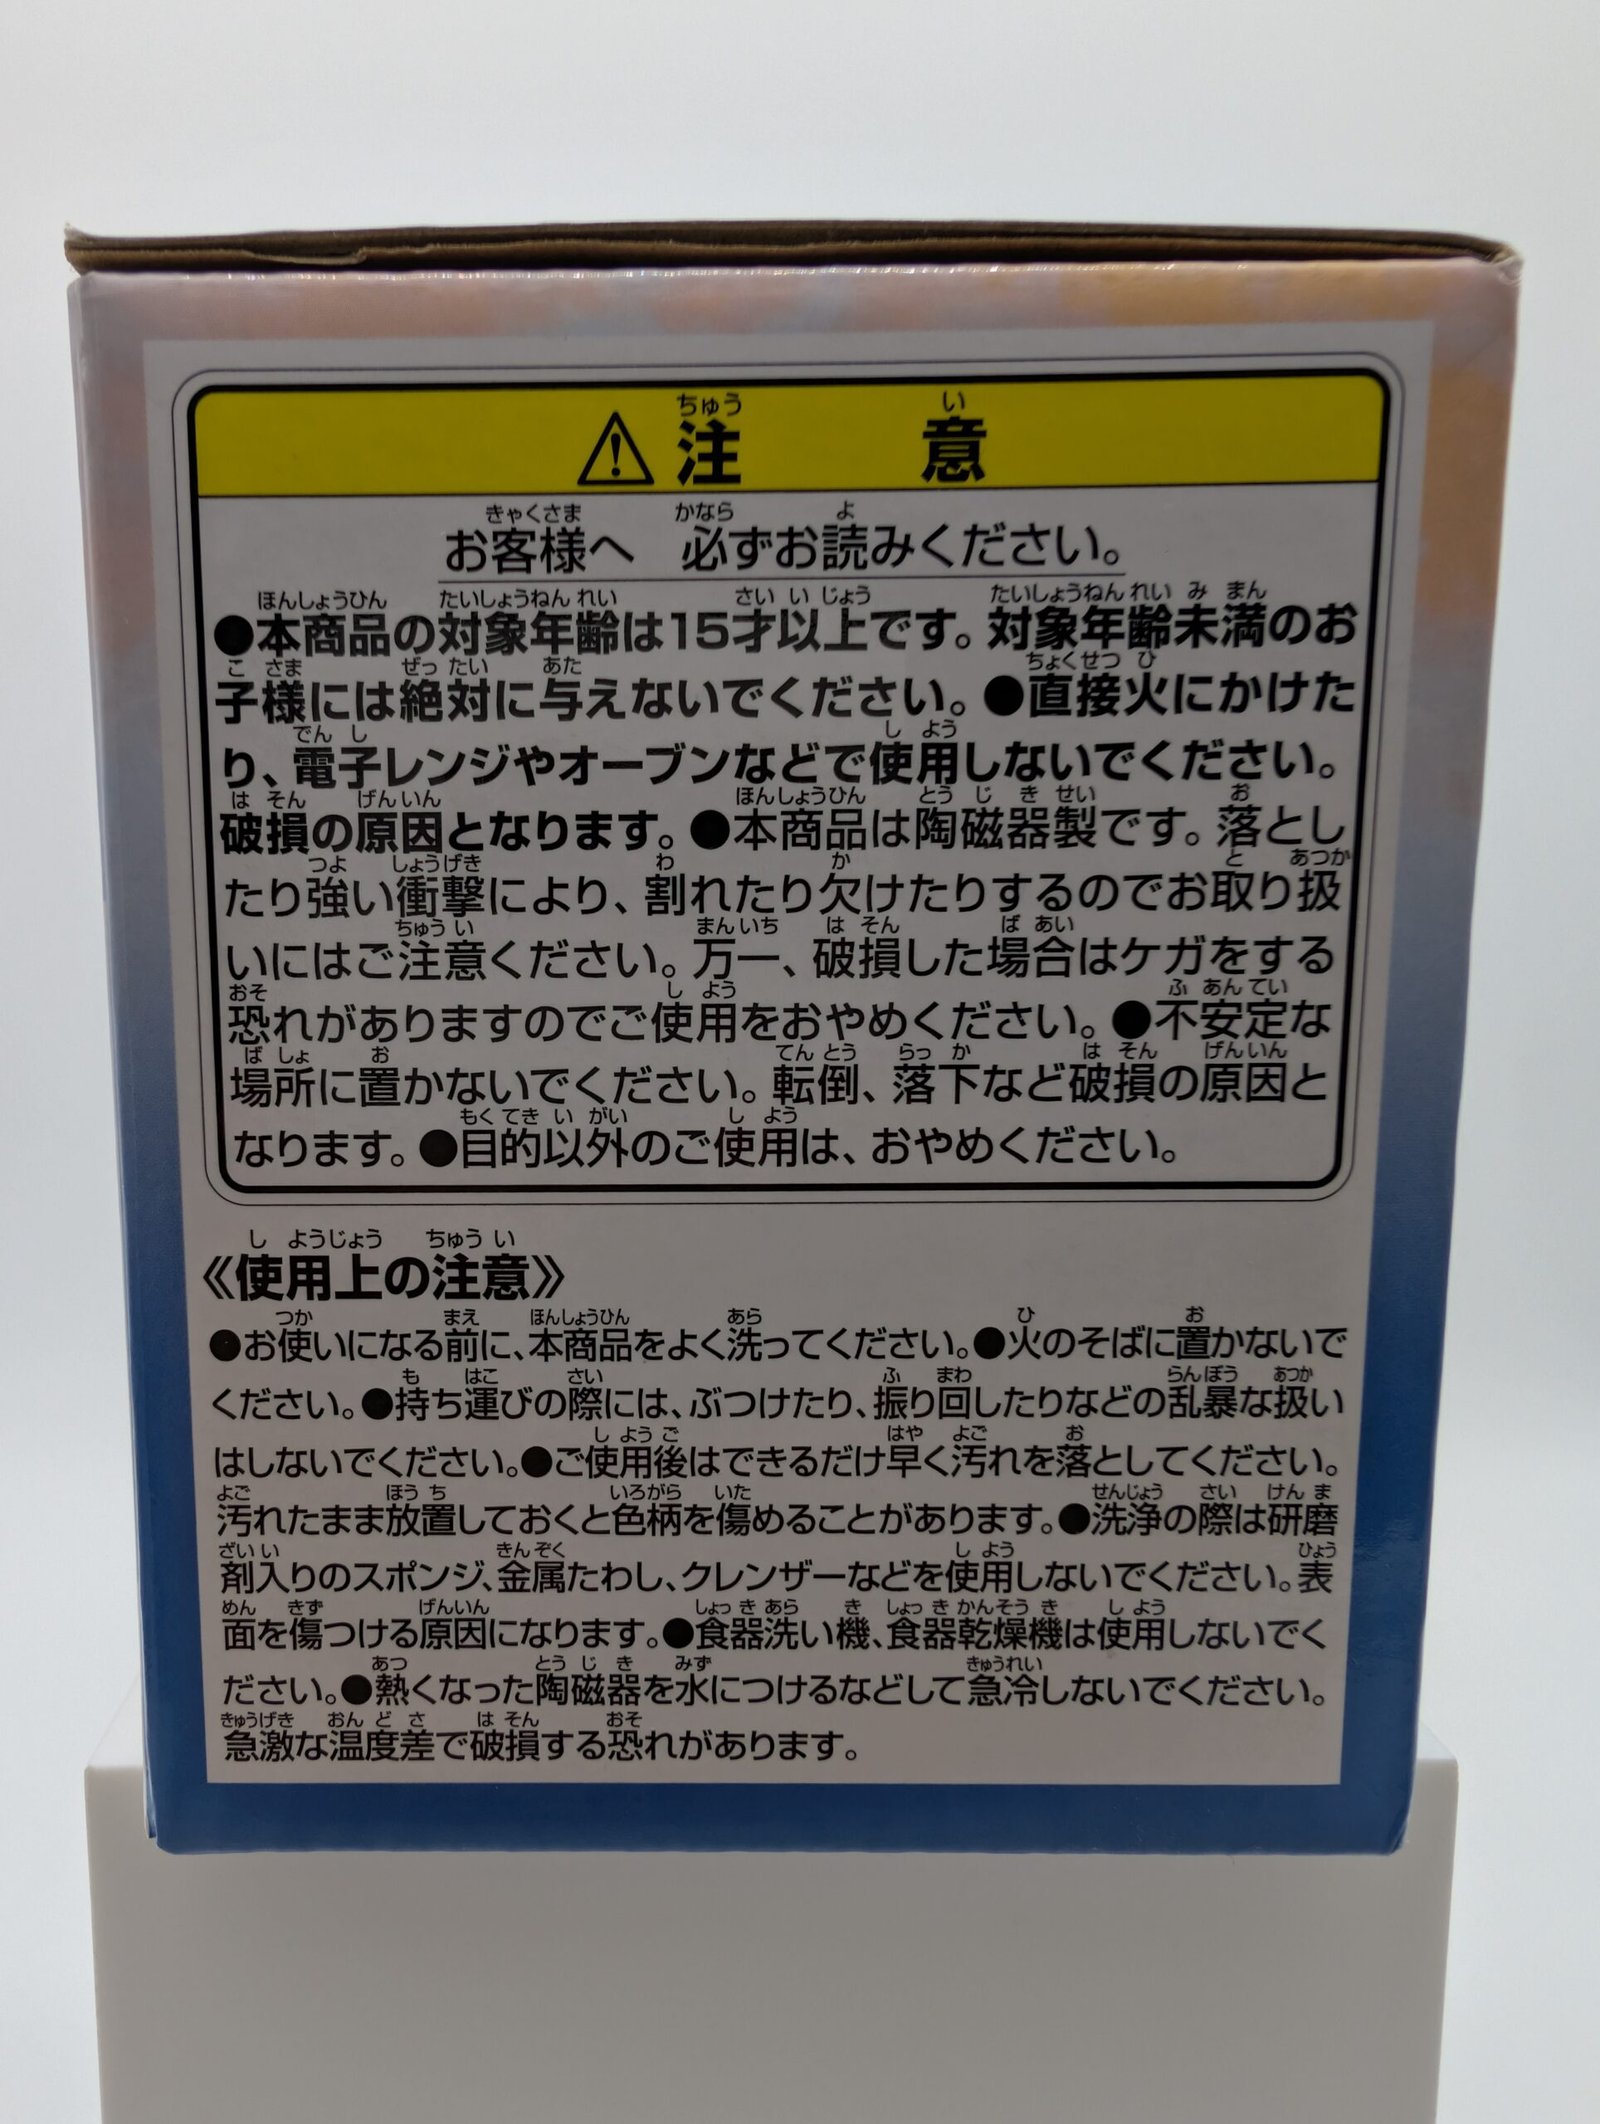 注意
お客様へ 必ずお読みください。
●本商品の対象年齢は15才以上です。対象年齢未満のお
子様には絶対に与えないでください。●直接火にかけた
り、電子レンジやオーブンなどで使用しないでください。
破損の原因となります。●本商品は陶磁器製です。落とし
たり強い衝撃により、割れたり欠けたりするのでお取り扱
いにはご注意ください。万一、破損した場合はケガをする
恐れがありますのでご使用をおやめください。●不安定な
場所に置かないでください。転倒、落下など破損の原因と
なります。●目的以外のご使用は、おやめください。
《使用上の注意》
●お使いになる前に、本商品をよく洗ってください。●火のそばに置かないで
ください。●持ち運びの際には、ぶつけたり、振り回したりなどの乱暴な扱い
はしないでください。●ご使用後はできるだけ早く汚れを落としてください。
汚れたまま放置しておくと色柄を傷めることがあります。●洗浄の際は研磨
剤入りのスポンジ、金属たわし、クレンザーなどを使用しないでください。表
面を傷つける原因になります。●食器洗い機、食器乾燥機は使用しないでく
ださい。●熱くなった陶磁器を水につけるなどして急冷しないでください。
急激な温度差で破損する恐れがあります。